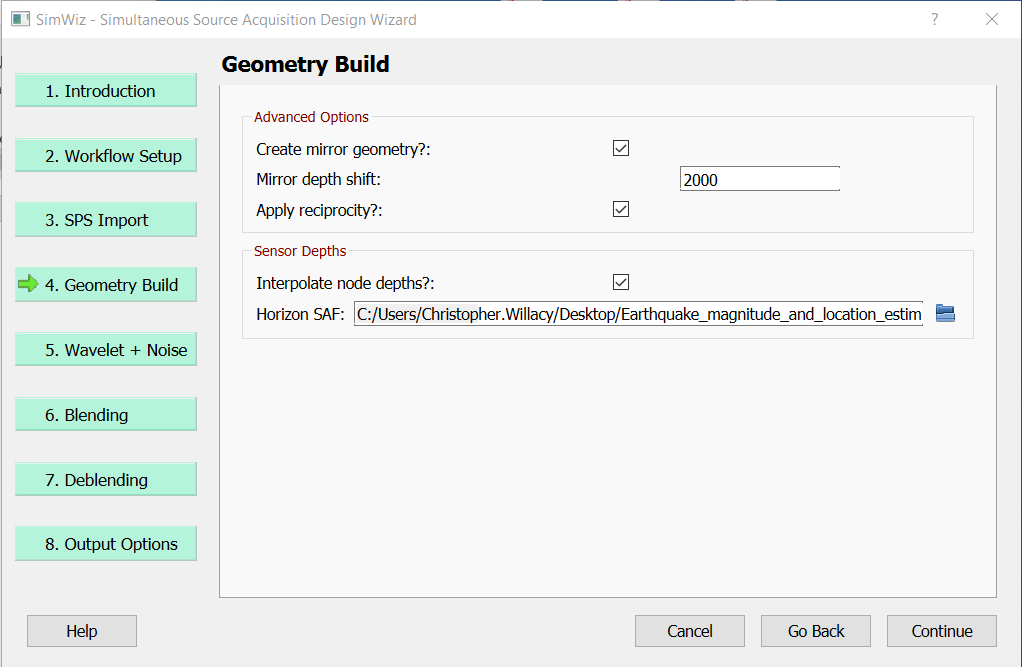 SimWiz - Simultaneous Source Acquisition Design Wizard
?
Geometry Build
1. Introduction
2. Workflow Setup
3. SPS Import
4. Geometry Build
5. Wavelet + Noise
6. Blending
7. Deblending
8. Output Options
Advanced Options
Create mirror geometry?:
Mirror depth shift: 2000
Apply reciprocity?:
Sensor Depths
Interpolate node depths?:
Horizon SAF: C:/Users/Christopher.Willacy/Desktop/Earthquake_magnitude_and_location_estim
Help Cancel Go Back Continue